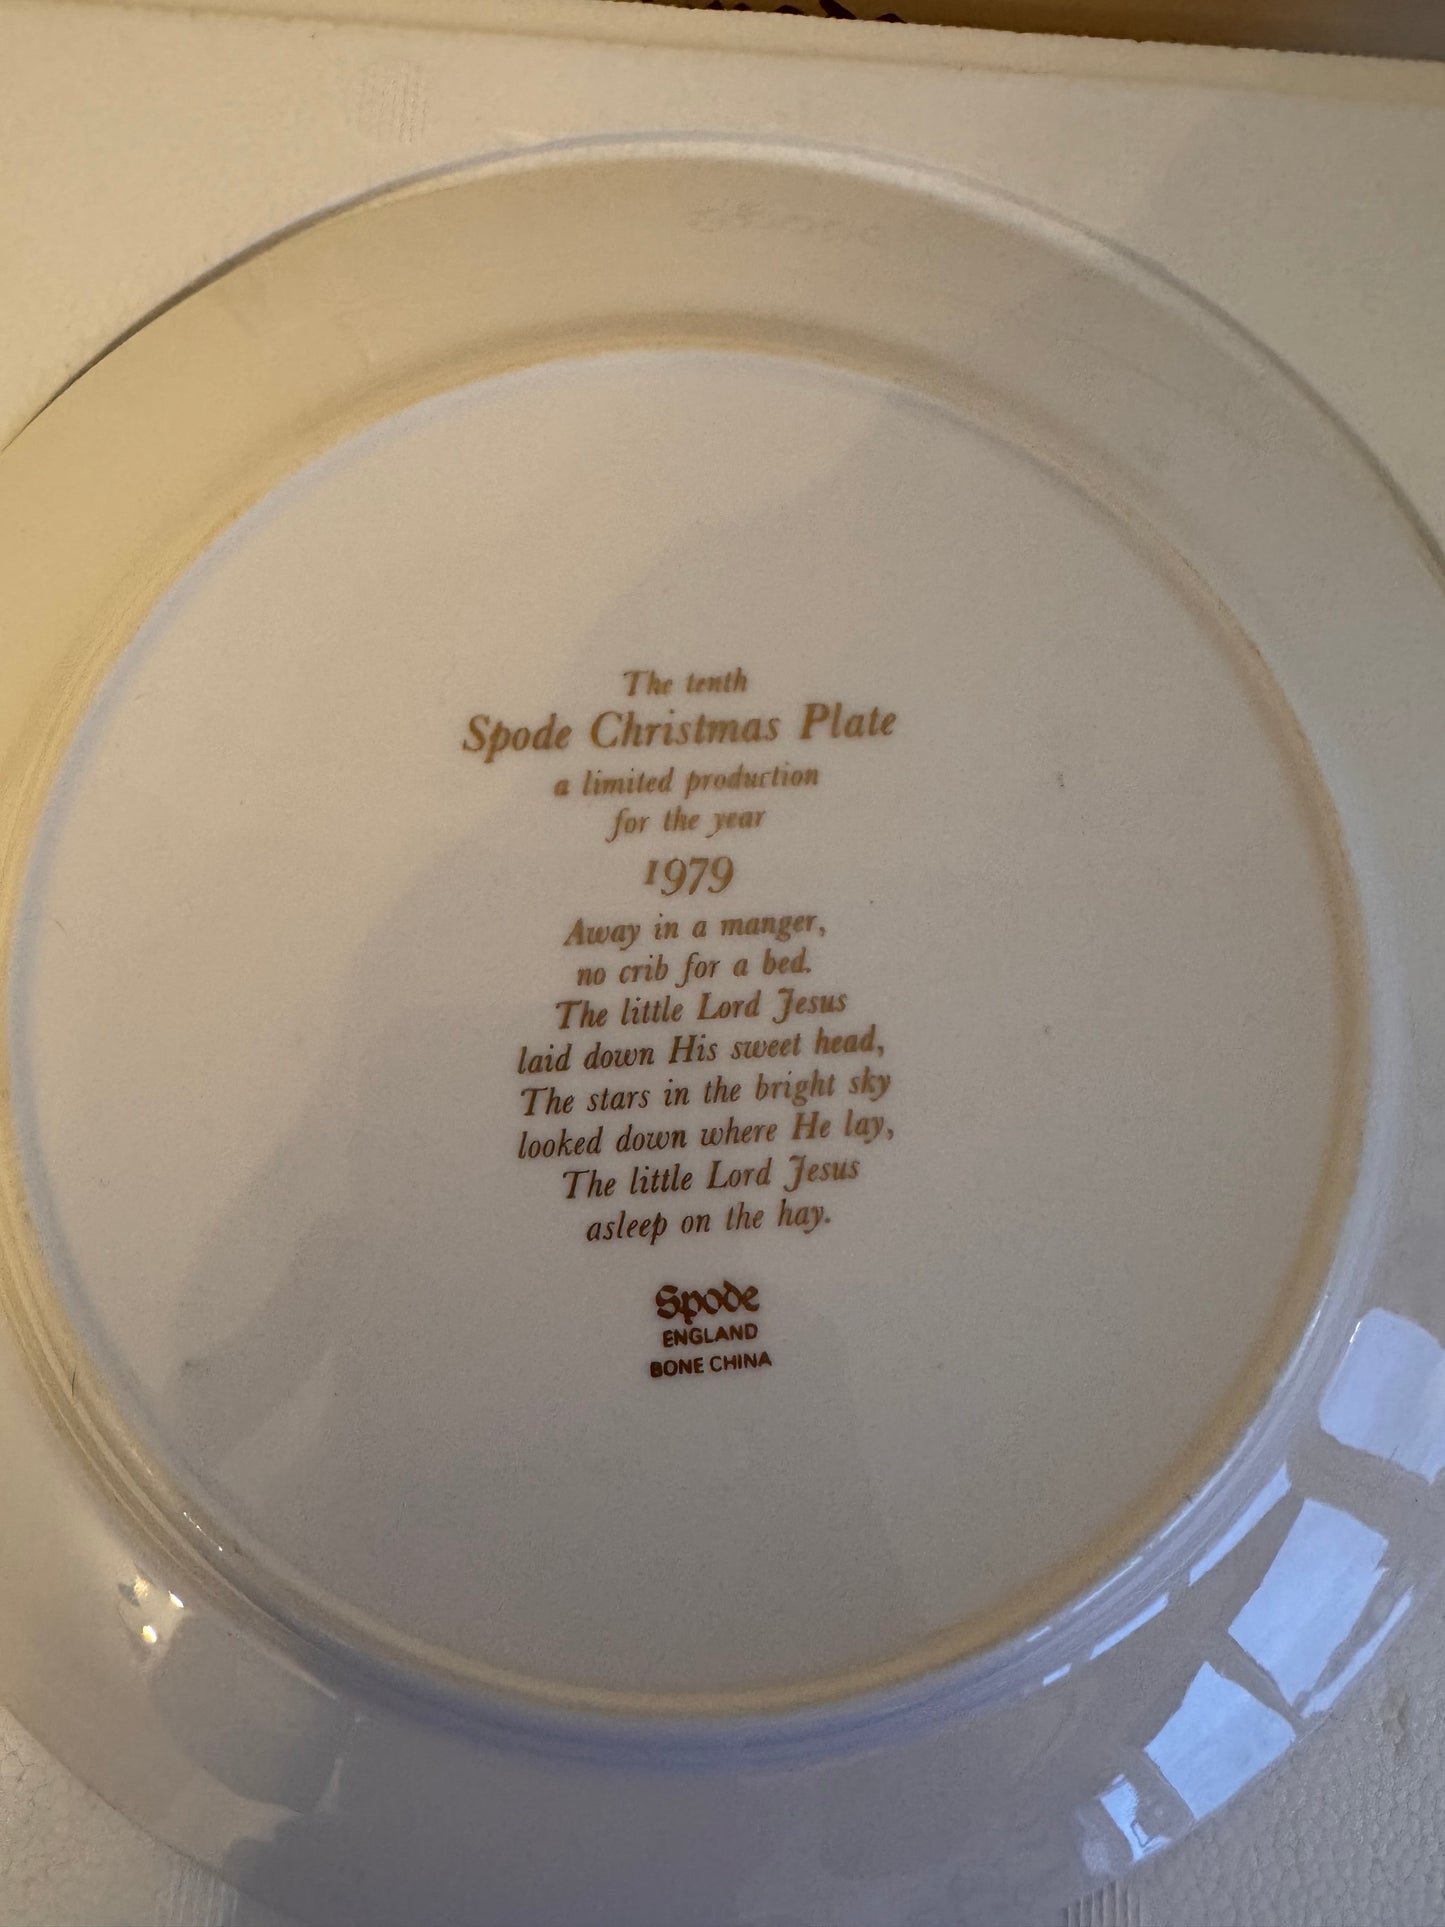 The tenth
Spode Christmas Plate
a limited production
for the year
1979
Away in a manger,
no crib for a bed.
The little Lord Jesus
laid down His sweet head,
The stars in the bright sky
looked down where He lay,
The little Lord Jesus
asleep on the hay.
Spode
ENGLAND
BONE CHINA